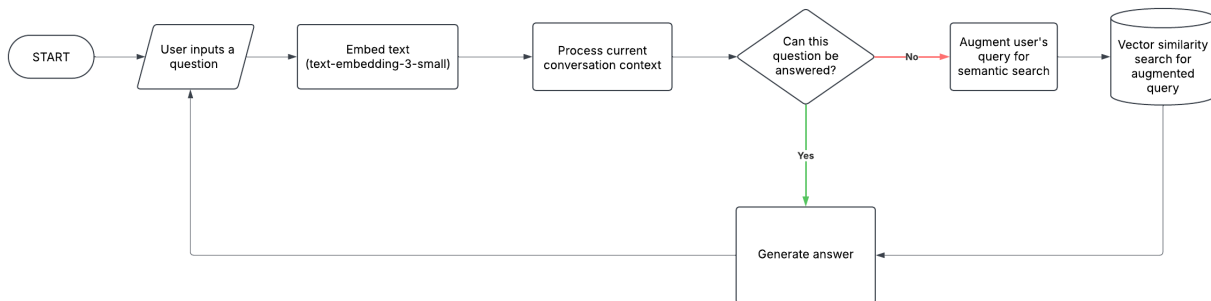 START
User inputs a
question
Embed text
(text-embedding-3-small)
Process current
conversation context
Can this
question be
answered?
No
Augment user's
query for
semantic search
Vector similarity
search for
augmented
query
Yes
Generate answer